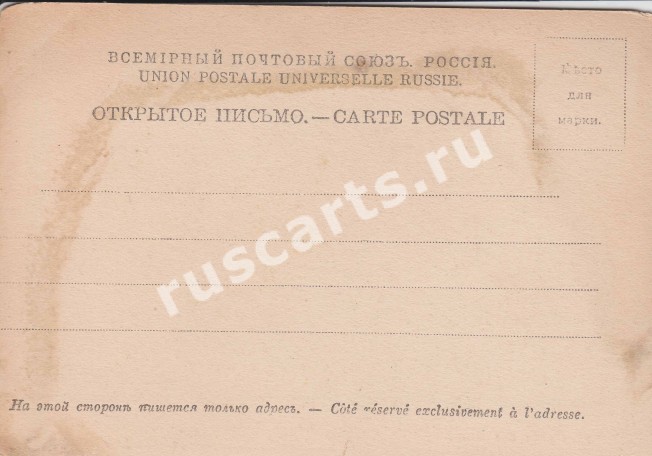 ВСЕМІРНЫЙ ПОЧТОВЫЙ СОЮЗЪ. РОССІЯ.
UNION POSTALE UNIVERSELLE RUSSIE.
ОТКРЫТОЕ ПИСЬМО.—CARTE POSTALE
Мѣсто
для
марки.
ruscarts.ru
На этой сторонѣ пишется только адресъ. — Côté réservé exclusivement à l'adresse.